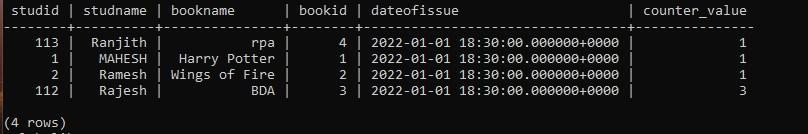 studid | studname | bookname | bookid | dateofissue | counter_value
113 | Ranjith | rpa | 4 | 2022-01-01 18:30:00.000000+0000 | 1
1 | MAHESH | Harry Potter | 1 | 2022-01-01 18:30:00.000000+0000 | 1
2 | Ramesh | Wings of Fire | 2 | 2022-01-01 18:30:00.000000+0000 | 1
112 | Rajesh | BDA | 3 | 2022-01-01 18:30:00.000000+0000 | 3
(4 rows)